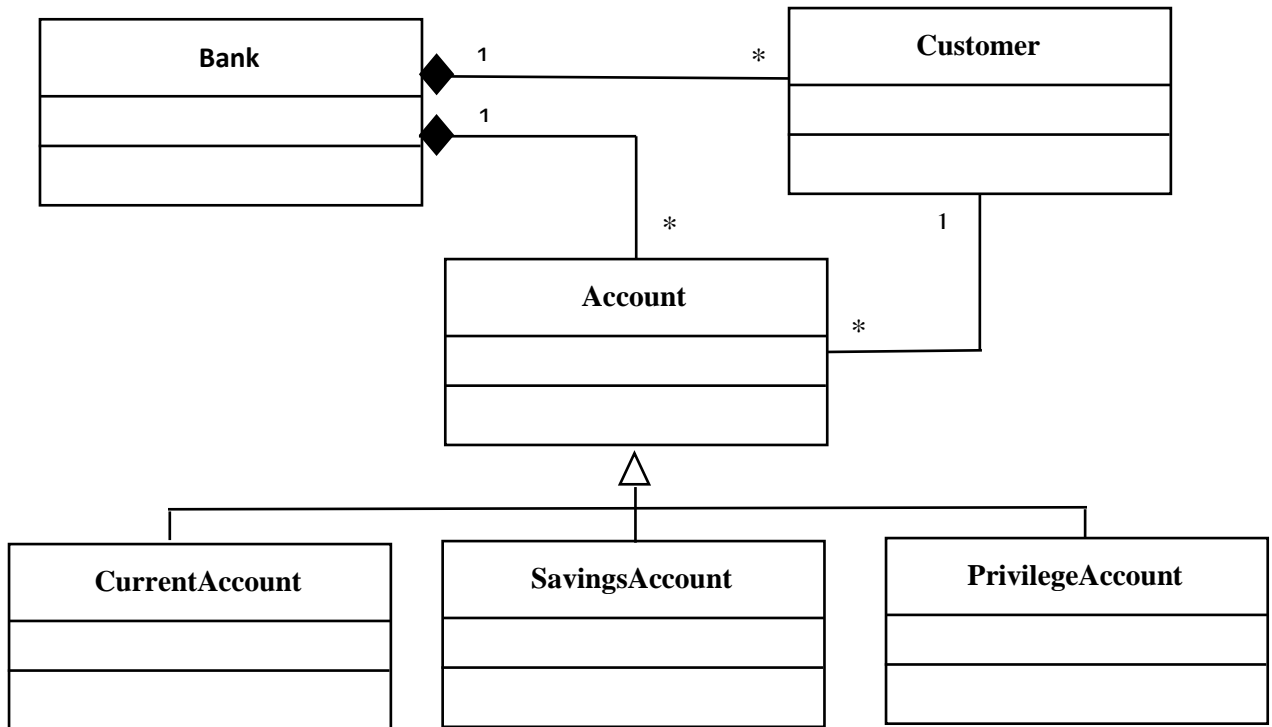 Bank
Customer
1
*
1
*
1
Account
*
CurrentAccount
SavingsAccount
PrivilegeAccount